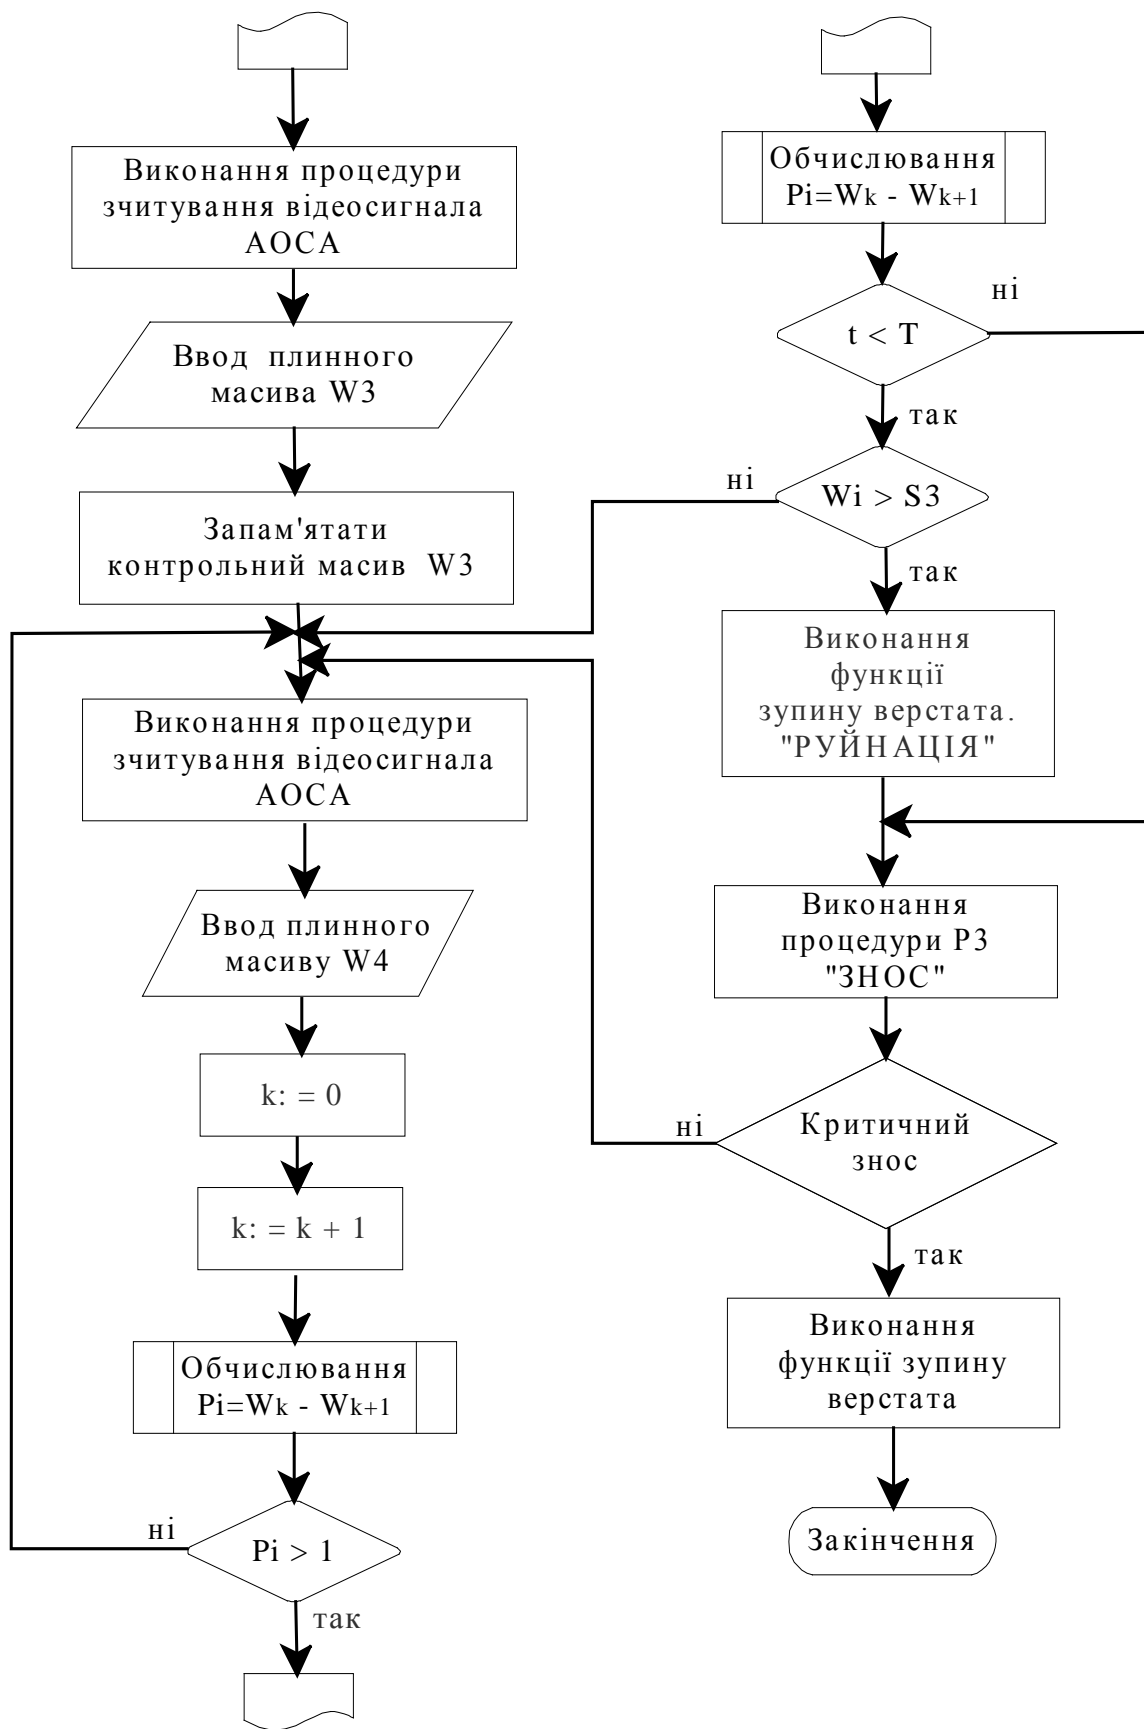 Виконання процедури
зчитування відеосигнала
АОСА
Ввод плинного
масива W3
Запам'ятати
контрольний масив W3
Виконання процедури
зчитування відеосигнала
АОСА
Ввод плинного
масиву W4
k: = 0
k: = k + 1
Обчислювання
Pi=Wk - Wk+1
ні
Pi > 1
так
Обчислювання
Pi=Wk - Wk+1
ні
t < T
так
ні
Wi > S3
так
Виконання
функції
зупину верстата.
"РУЙНАЦІЯ"
Виконання
процедури Р3
"ЗНОС"
ні
Критичний
знос
так
Виконання
функції зупину
верстата
Закінчення